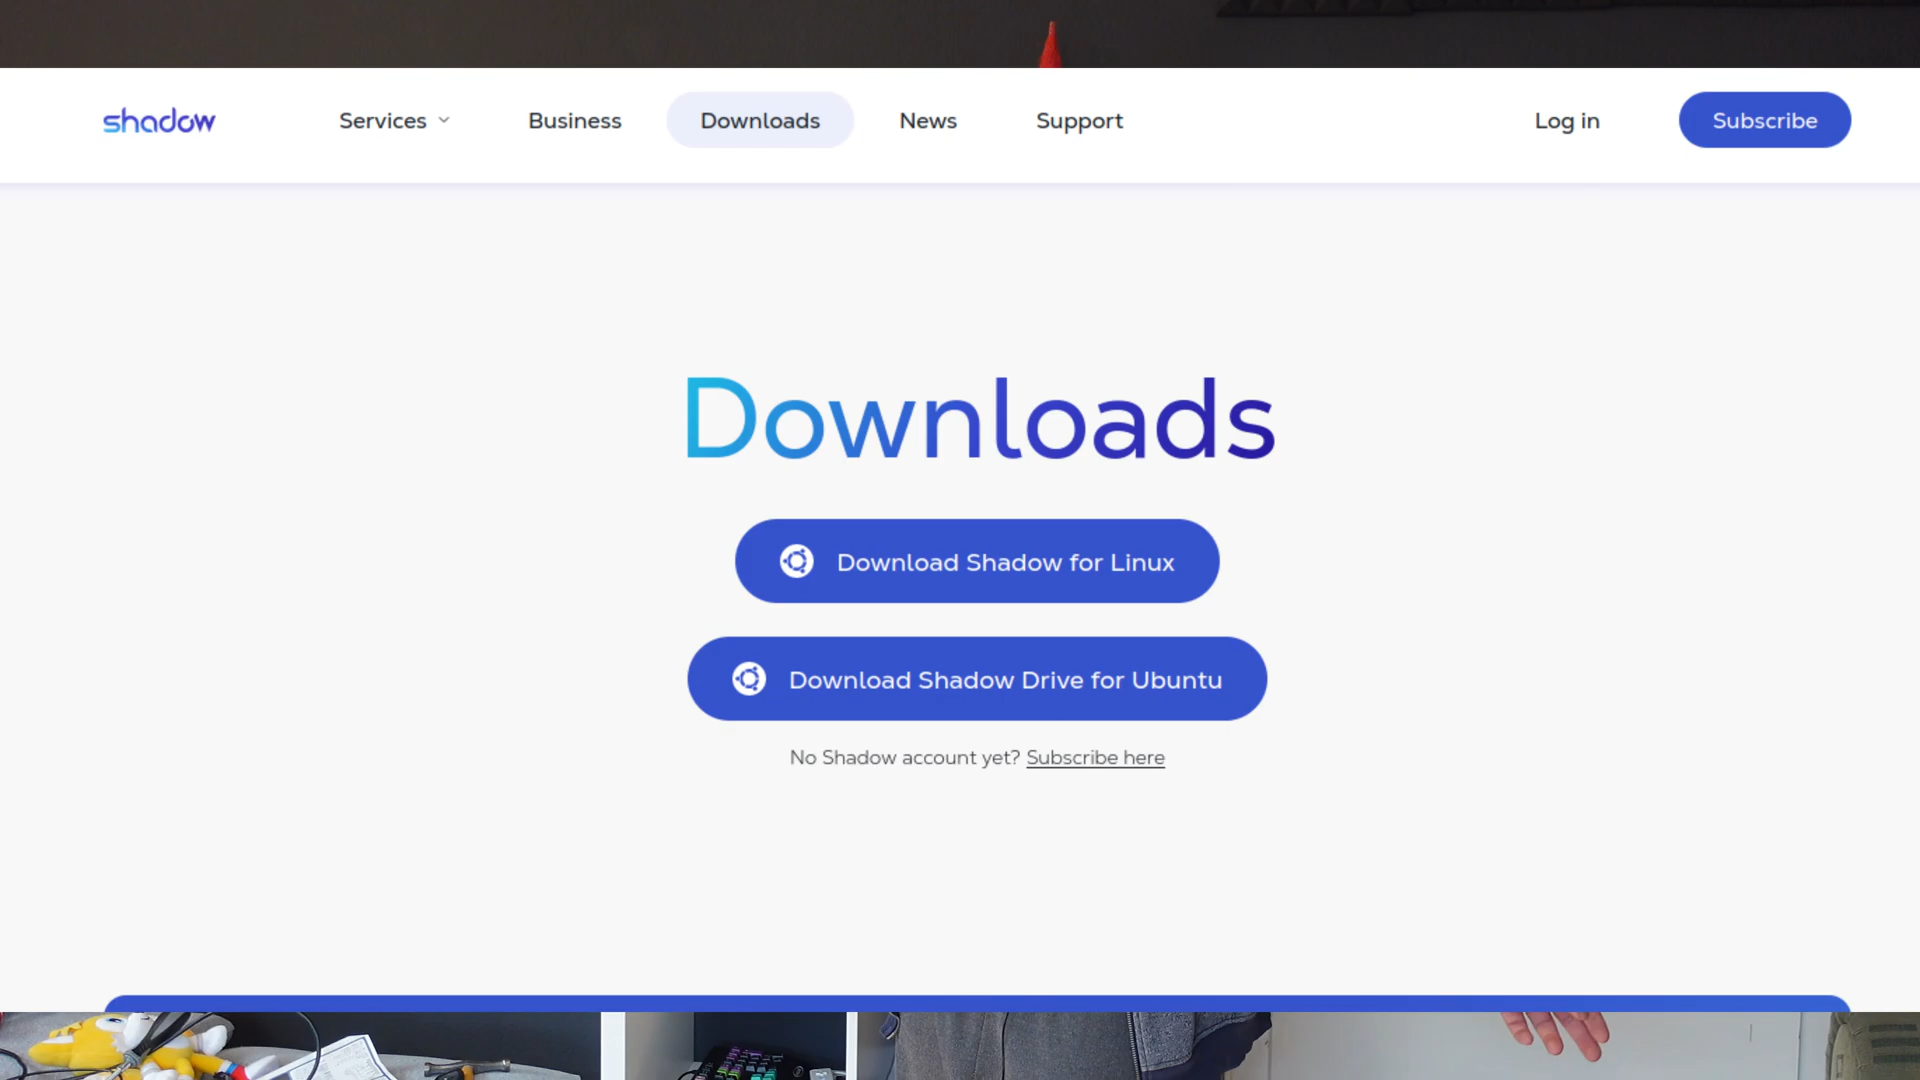 shadow Services Business Downloads News Support Log in Subscribe
Downloads
Download Shadow for Linux
Download Shadow Drive for Ubuntu
No Shadow account yet? Subscribe here